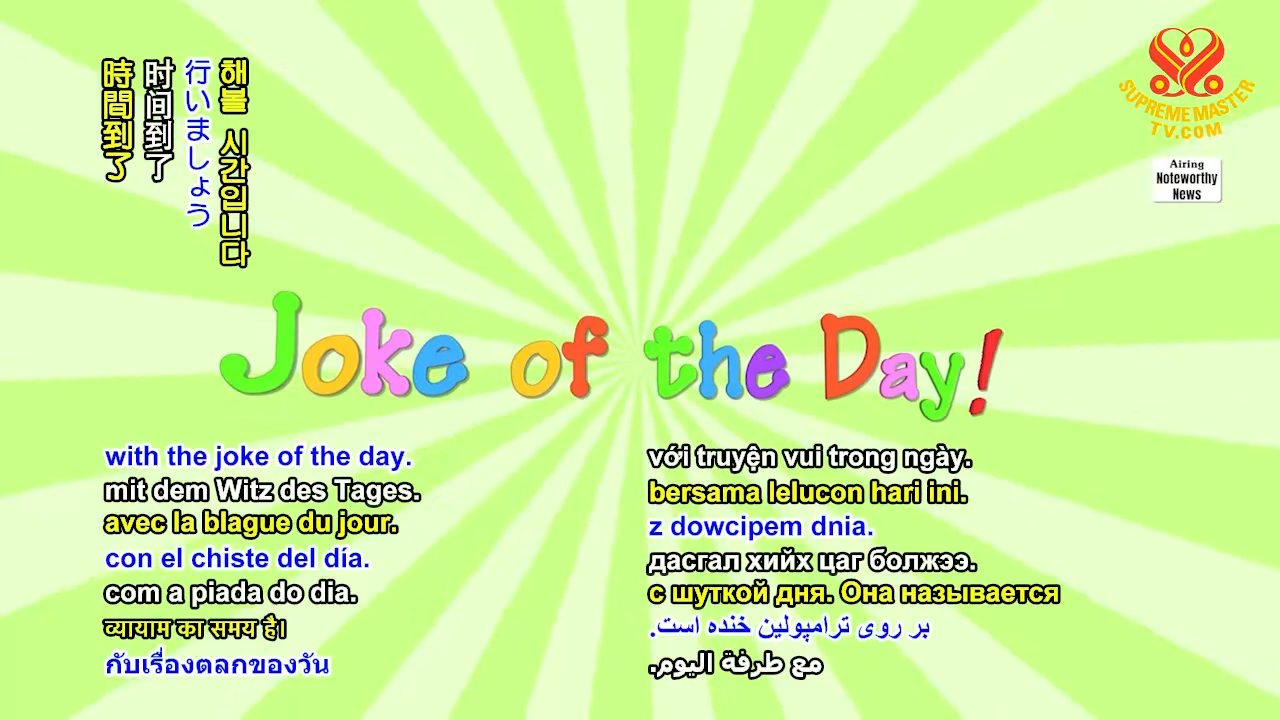 時間到了
时间到了
行いましょう
해볼 시간입니다
SUPREME MASTER
TV.COM
Airing
Noteworthy
News
Joke of the Day!
with the joke of the day.
mit dem Witz des Tages.
avec la blague du jour.
con el chiste del día.
com a piada do dia.
व्यायाम का समय है।
กับเรื่องตลกของวัน
với truyện vui trong ngày.
bersama lelucon hari ini.
z dowcipem dnia.
дасгал хийх цаг болжээ.
с шуткой дня. Она называется
بر روی ترامپولین خنده است.
مع طرفة اليوم.